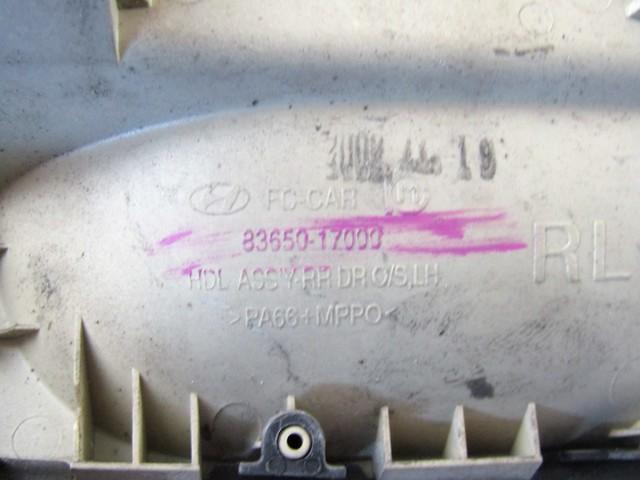 19
FC-CAR
83650-17000
RL
HDL ASS'Y-RR DR O/S,LH.
>PA66+MPPO<